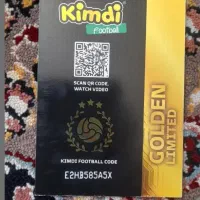 Kimdi
football
SCAN QR CODE,
WATCH VIDEO
KIMDI FOOTBALL CODE
E2HB585A5X
GOLDEN
LIMITED